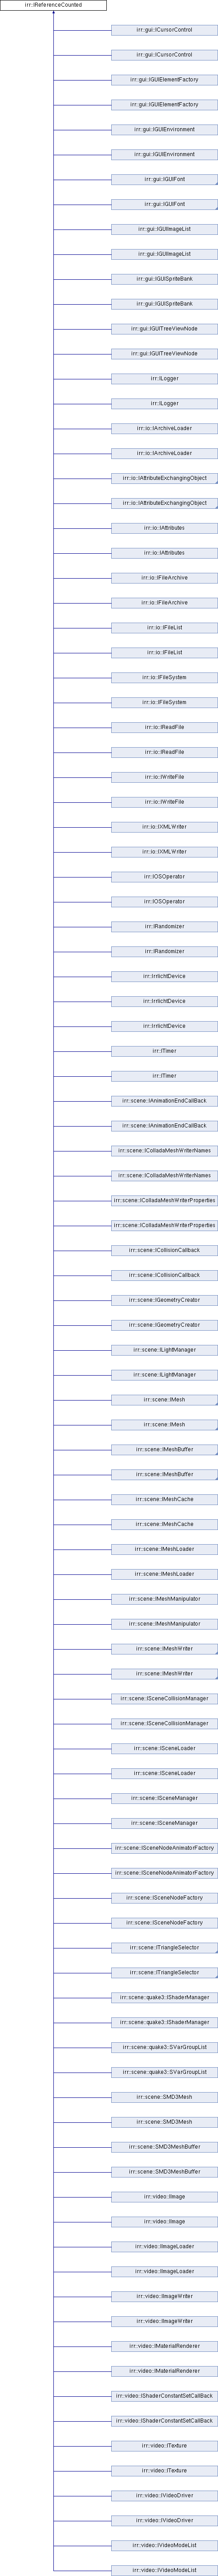 irr::IReferenceCounted
irr::gui::ICursorControl
irr::gui::ICursorControl
irr::gui::IGUIElementFactory
irr::gui::IGUIElementFactory
irr::gui::IGUIEnvironment
irr::gui::IGUIEnvironment
irr::gui::IGUIFont
irr::gui::IGUIFont
irr::gui::IGUIImageList
irr::gui::IGUIImageList
irr::gui::IGUISpriteBank
irr::gui::IGUISpriteBank
irr::gui::IGUITreeViewNode
irr::gui::IGUITreeViewNode
irr::ILogger
irr::ILogger
irr::io::IArchiveLoader
irr::io::IArchiveLoader
irr::io::IAttributeExchangingObject
irr::io::IAttributeExchangingObject
irr::io::IAttributes
irr::io::IAttributes
irr::io::IFileArchive
irr::io::IFileArchive
irr::io::IFileList
irr::io::IFileList
irr::io::IFileSystem
irr::io::IFileSystem
irr::io::IReadFile
irr::io::IReadFile
irr::io::IWriteFile
irr::io::IWriteFile
irr::io::IXMLWriter
irr::io::IXMLWriter
irr::IOSOperator
irr::IOSOperator
irr::IRandomizer
irr::IRandomizer
irr::IrrlichtDevice
irr::IrrlichtDevice
irr::IrrlichtDevice
irr::ITimer
irr::ITimer
irr::scene::IAnimationEndCallBack
irr::scene::IAnimationEndCallBack
irr::scene::IColladaMeshWriterNames
irr::scene::IColladaMeshWriterNames
irr::scene::IColladaMeshWriterProperties
irr::scene::IColladaMeshWriterProperties
irr::scene::ICollisionCallback
irr::scene::ICollisionCallback
irr::scene::IGeometryCreator
irr::scene::IGeometryCreator
irr::scene::ILightManager
irr::scene::ILightManager
irr::scene::IMesh
irr::scene::IMesh
irr::scene::IMeshBuffer
irr::scene::IMeshBuffer
irr::scene::IMeshCache
irr::scene::IMeshCache
irr::scene::IMeshLoader
irr::scene::IMeshLoader
irr::scene::IMeshManipulator
irr::scene::IMeshManipulator
irr::scene::IMeshWriter
irr::scene::IMeshWriter
irr::scene::ISceneCollisionManager
irr::scene::ISceneCollisionManager
irr::scene::ISceneLoader
irr::scene::ISceneLoader
irr::scene::ISceneManager
irr::scene::ISceneManager
irr::scene::ISceneNodeAnimatorFactory
irr::scene::ISceneNodeAnimatorFactory
irr::scene::ISceneNodeFactory
irr::scene::ISceneNodeFactory
irr::scene::ITriangleSelector
irr::scene::ITriangleSelector
irr::scene::quake3::IShaderManager
irr::scene::quake3::IShaderManager
irr::scene::quake3::SVarGroupList
irr::scene::quake3::SVarGroupList
irr::scene::SMD3Mesh
irr::scene::SMD3Mesh
irr::scene::SMD3MeshBuffer
irr::scene::SMD3MeshBuffer
irr::video::IImage
irr::video::IImage
irr::video::IImageLoader
irr::video::IImageLoader
irr::video::IImageWriter
irr::video::IImageWriter
irr::video::IMaterialRenderer
irr::video::IMaterialRenderer
irr::video::IShaderConstantSetCallBack
irr::video::IShaderConstantSetCallBack
irr::video::ITexture
irr::video::ITexture
irr::video::IVideoDriver
irr::video::IVideoDriver
irr::video::IVideoModeList
irr::video::IVideoModeList